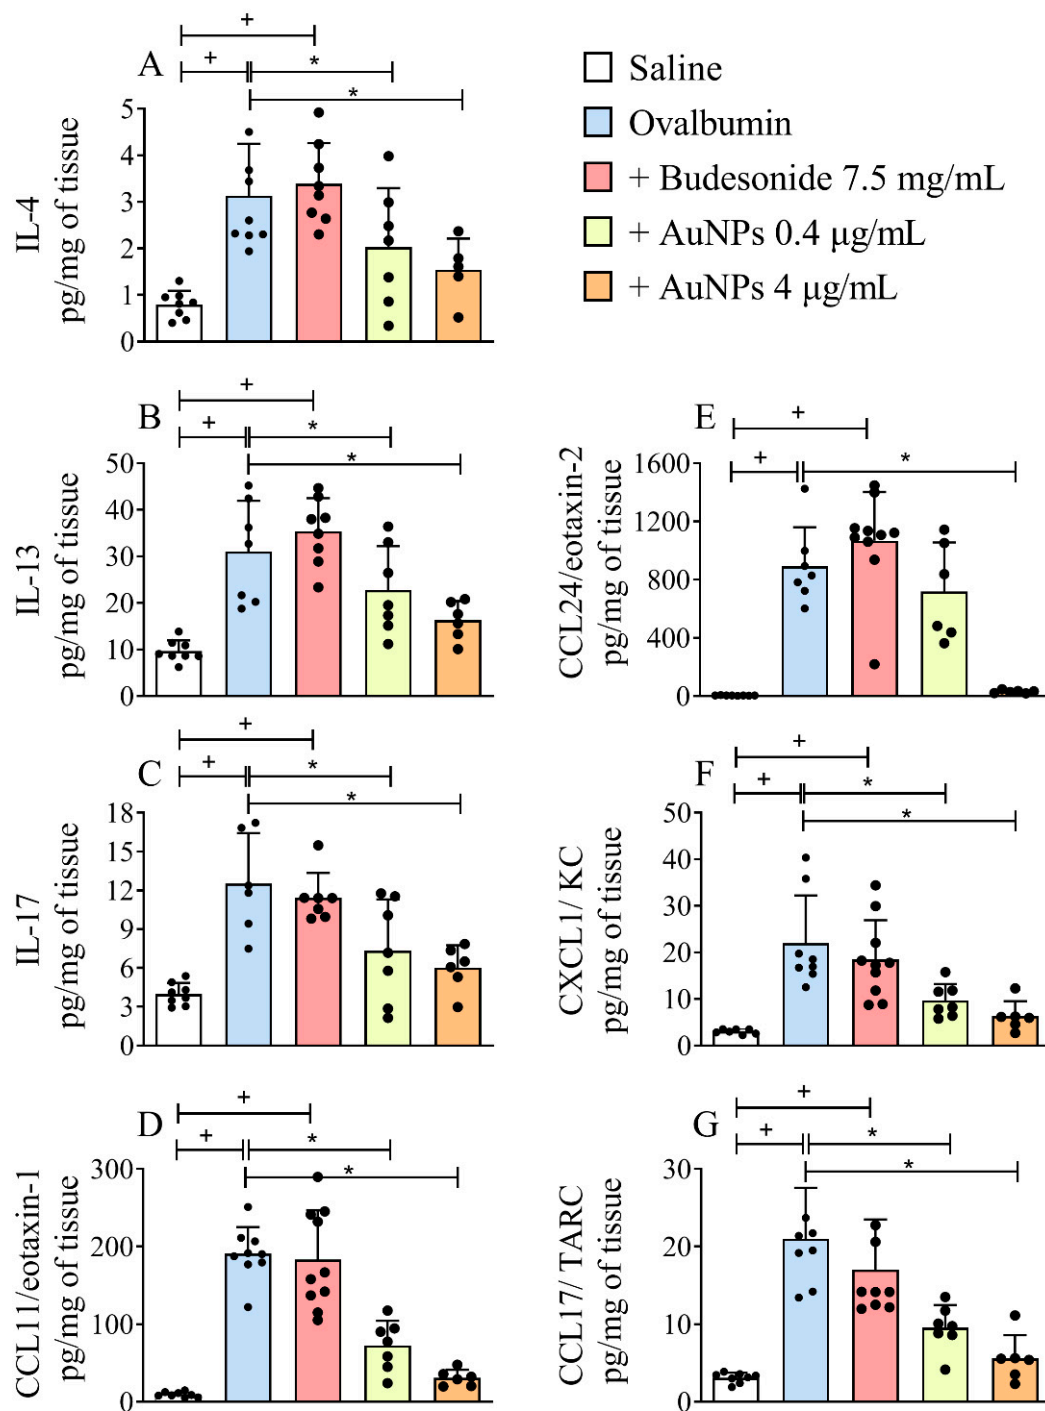 Saline
Ovalbumin
+ Budesonide 7.5 mg/mL
+ AuNPs 0.4 µg/mL
+ AuNPs 4 µg/mL
A
+
+
*
*
IL-4
pg/mg of tissue
5
4
3
2
1
0
B
+
+
*
*
IL-13
pg/mg of tissue
50
40
30
20
10
0
C
+
+
*
*
IL-17
pg/mg of tissue
18
15
12
9
6
3
0
D
+
+
*
*
CCL11/eotaxin-1
pg/mg of tissue
300
200
100
0
E
+
+
*
CCL24/eotaxin-2
pg/mg of tissue
1600
1200
800
400
0
F
+
+
*
*
CXCL1/ KC
pg/mg of tissue
50
40
30
20
10
0
G
+
+
*
*
CCL17/ TARC
pg/mg of tissue
30
20
10
0